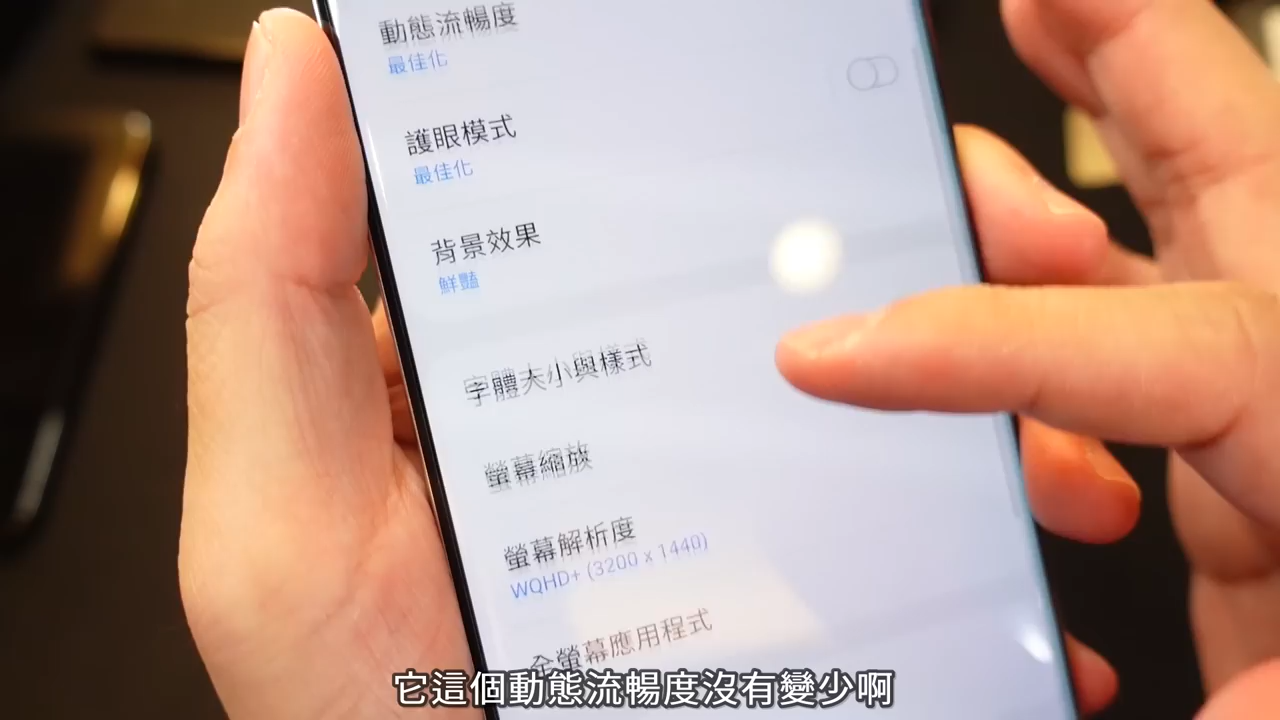 動態流暢度
最佳化
護眼模式
最佳化
背景效果
鮮豔
字體大小與樣式
螢幕縮放
螢幕解析度
WQHD+ (3200 x 1440)
全螢幕應用程式
它這個動態流暢度沒有變少啊